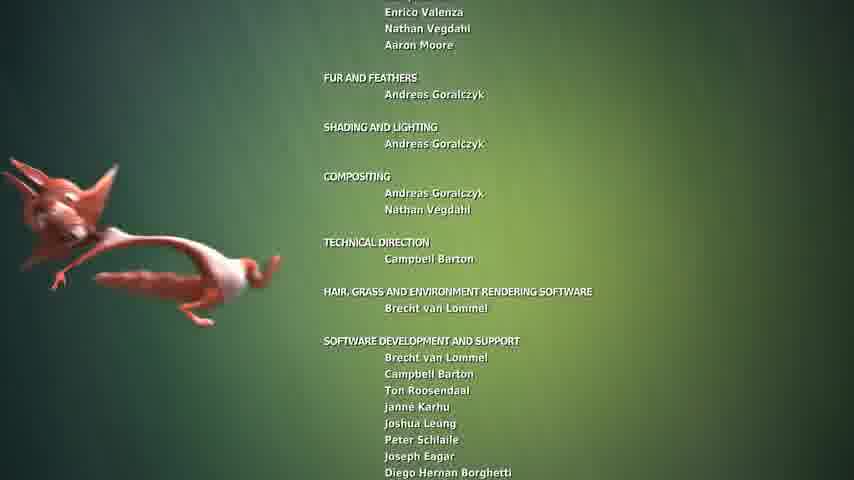 Enrico Valenza
Nathan Vegdahl
Aaron Moore
FUR AND FEATHERS
Andreas Goralczyk
SHADING AND LIGHTING
Andreas Goralczyk
COMPOSITING
Andreas Goralczyk
Nathan Vegdahl
TECHNICAL DIRECTION
Campbell Barton
HAIR, GRASS AND ENVIRONMENT RENDERING SOFTWARE
Brecht van Lommel
SOFTWARE DEVELOPMENT AND SUPPORT
Brecht van Lommel
Campbell Barton
Ton Roosendaal
Janne Karhu
Joshua Leung
Peter Schlaile
Joseph Eagar
Diego Hernan Borghetti